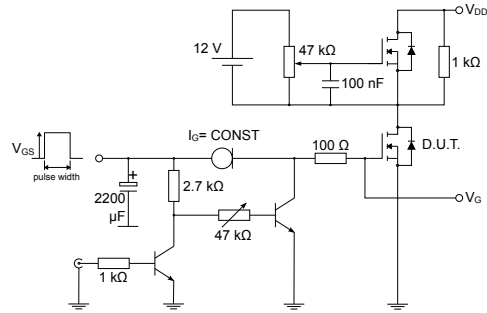 V_DD
12 V
47 kΩ
1 kΩ
100 nF
I_G= CONST
100 Ω
D.U.T.
V_GS
pulse width
+
2.7 kΩ
2200
μF
47 kΩ
V_G
1 kΩ